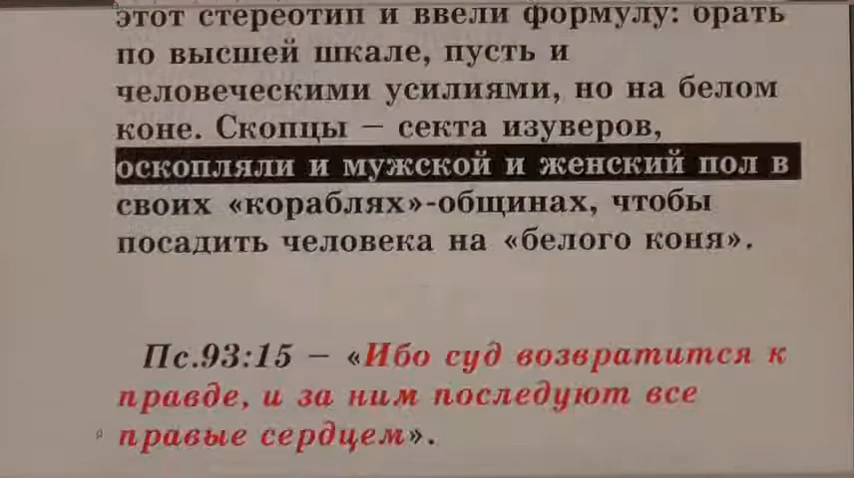 этот стереотип и ввели формулу: брать
по высшей шкале, пусть и
человеческими усилиями, но на белом
коне. Скопцы – секта изуверов,
оскопляли и мужской и женский пол в
своих «кораблях»-общинах, чтобы
посадить человека на «белого коня».
Пс.93:15 – «Ибо суд возвратится к
правде, и за ним последуют все
правые сердцем».